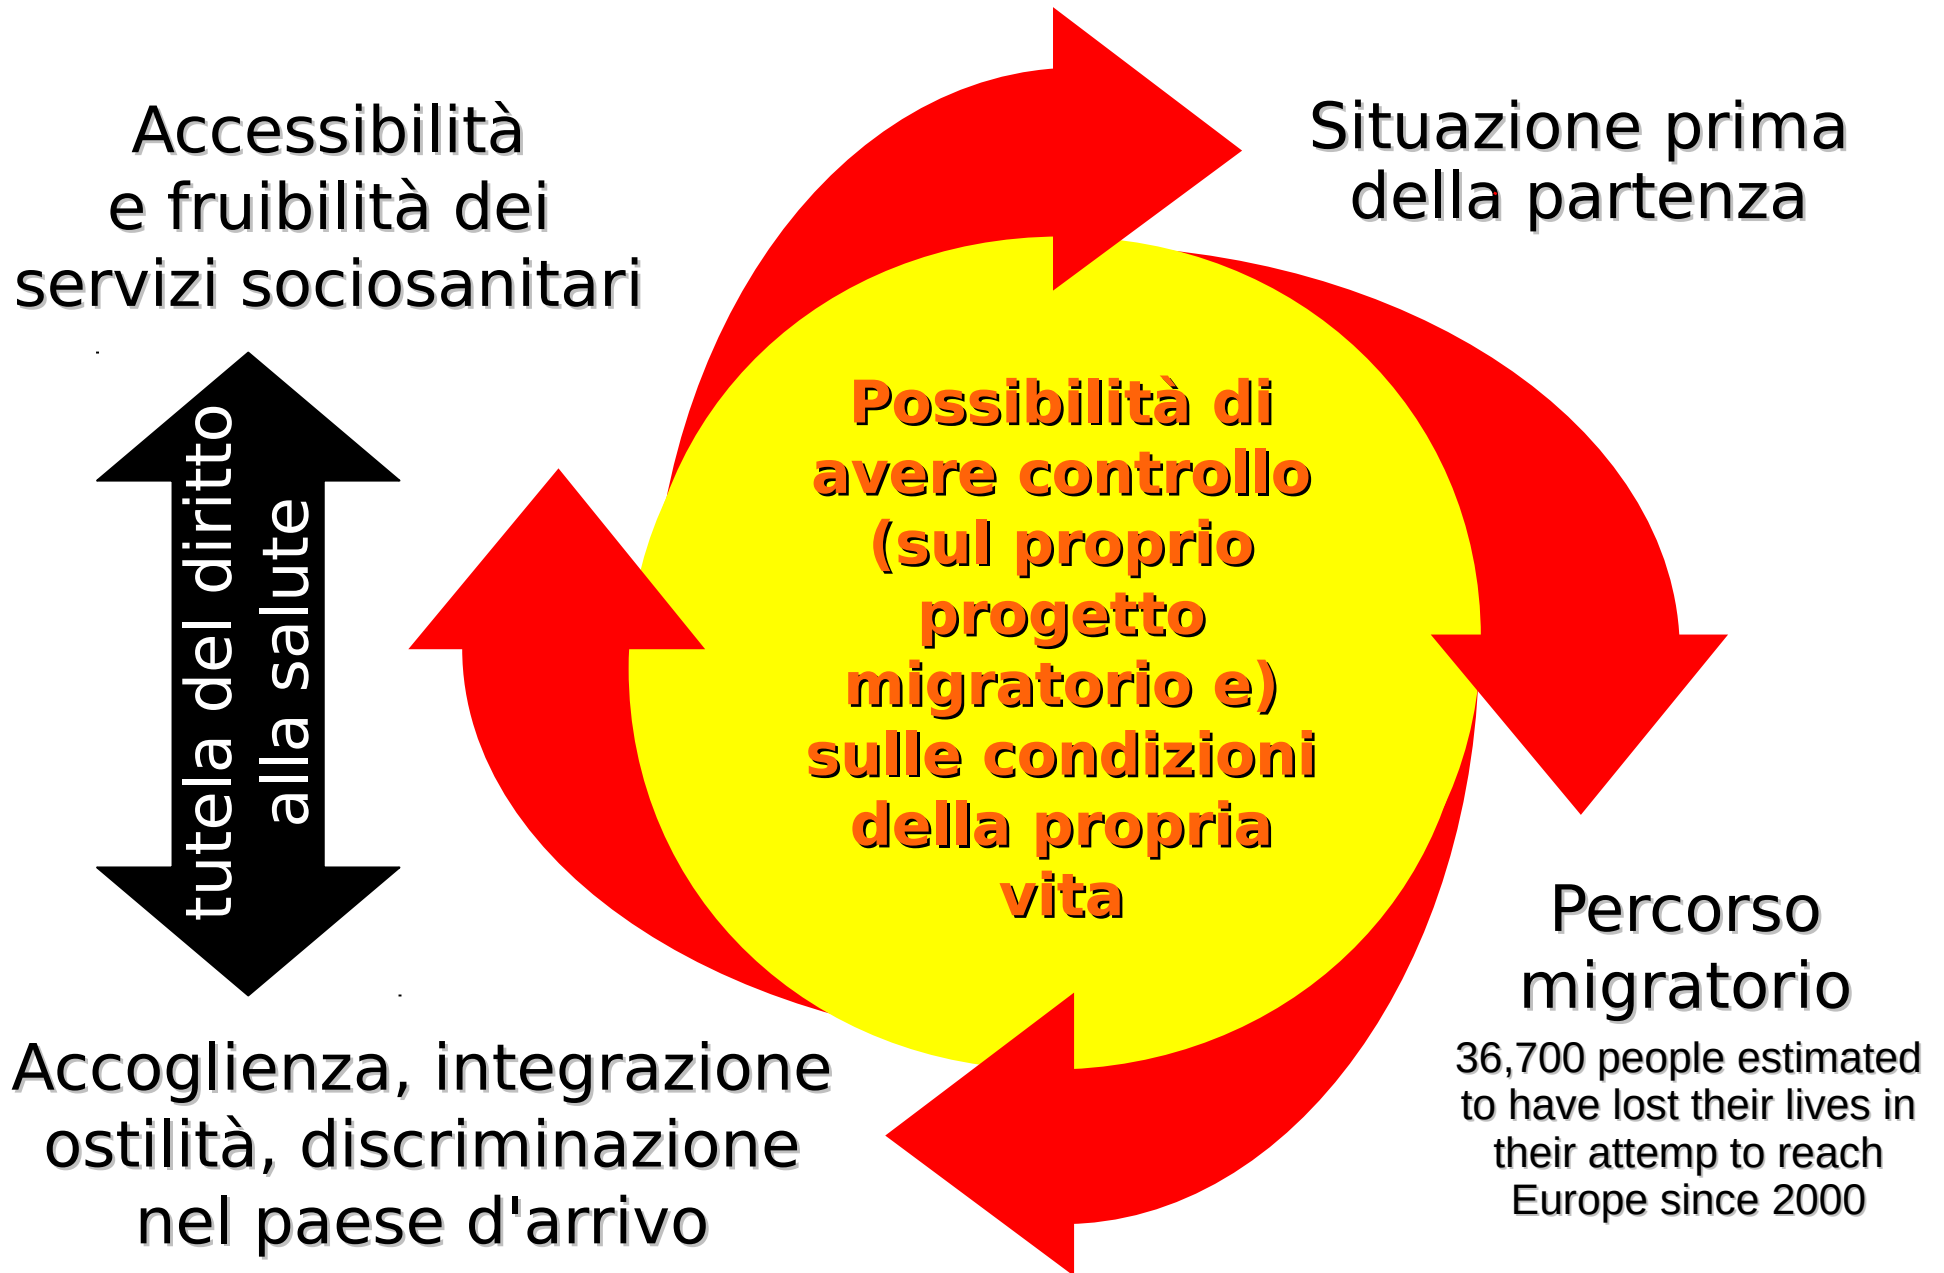 Accessibilità
e fruibilità dei
servizi sociosanitari
Situazione prima
della partenza
tutela del diritto
alla salute
Possibilità di
avere controllo
(sul proprio
progetto
migratorio e)
sulle condizioni
della propria
vita
Percorso
migratorio
36,700 people estimated
to have lost their lives in
their attemp to reach
Europe since 2000
Accoglienza, integrazione
ostilità, discriminazione
nel paese d'arrivo